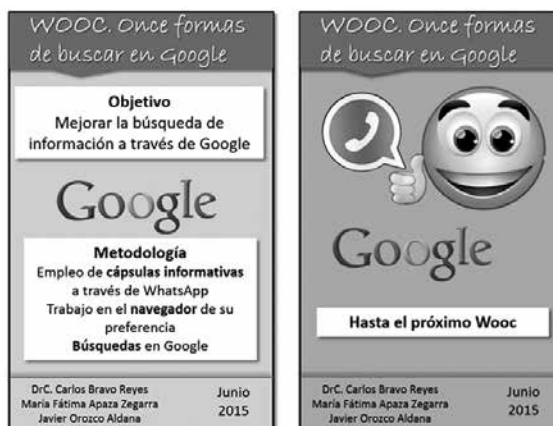 WOOC. Once formas
de buscar en Google
Objetivo
Mejorar la búsqueda de
información a través de Google
Google
Metodología
Empleo de cápsulas informativas
a través de WhatsApp
Trabajo en el navegador de su
preferencia
Búsquedas en Google
DrC. Carlos Bravo Reyes
María Fátima Apaza Zegarra
Javier Orozco Aldana
Junio
2015
WOOC. Once formas
de buscar en Google
Google
Hasta el próximo Wooc
DrC. Carlos Bravo Reyes
María Fátima Apaza Zegarra
Javier Orozco Aldana
Junio
2015